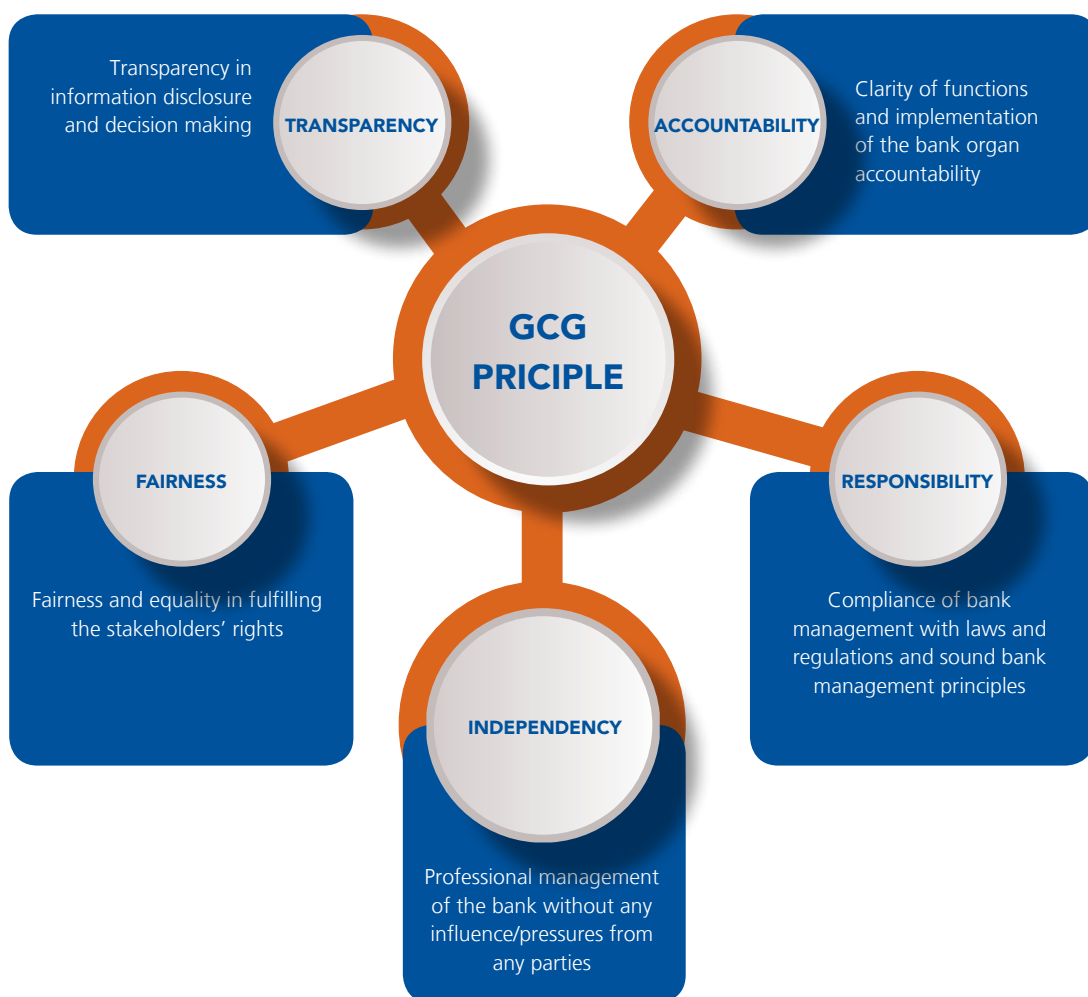 Transparency in
information disclosure
and decision making
TRANSPARENCY
ACCOUNTABILITY
Clarity of functions
and implementation
of the bank organ
accountability
GCG
PRICIPLE
FAIRNESS
Fairness and equality in fulfilling
the stakeholders’ rights
RESPONSIBILITY
Compliance of bank
management with laws and
regulations and sound bank
management principles
INDEPENDENCY
Professional management
of the bank without any
influence/pressures from
any parties